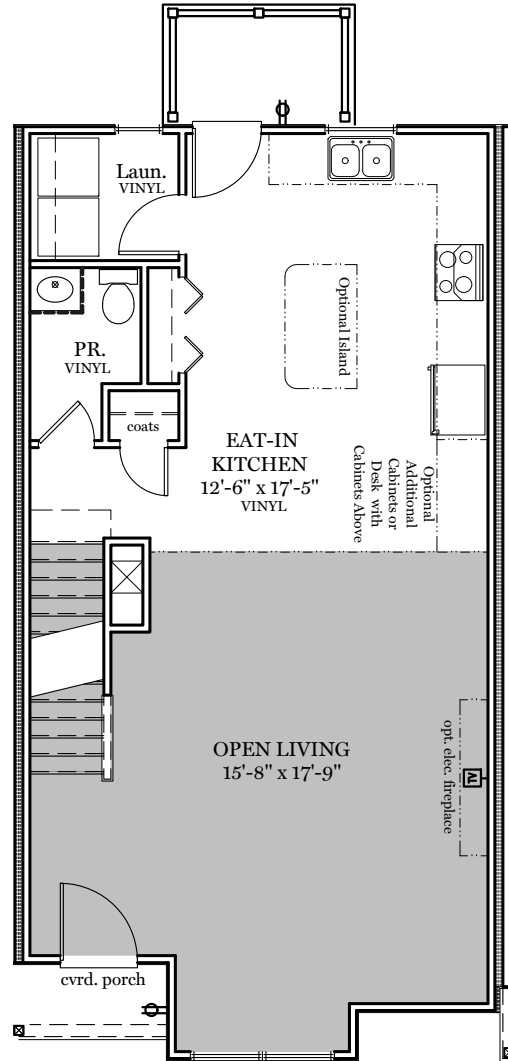 Laun.
VINYL
PR.
VINYL
coats
Optional Island
EAT-IN
KITCHEN
12'-6" x 17'-5"
VINYL
Optional
Additional
Cabinets or
Desk with
Cabinets Above
OPEN LIVING
15'-8" x 17'-9"
opt. elec. fireplace
TV
cvrd. porch